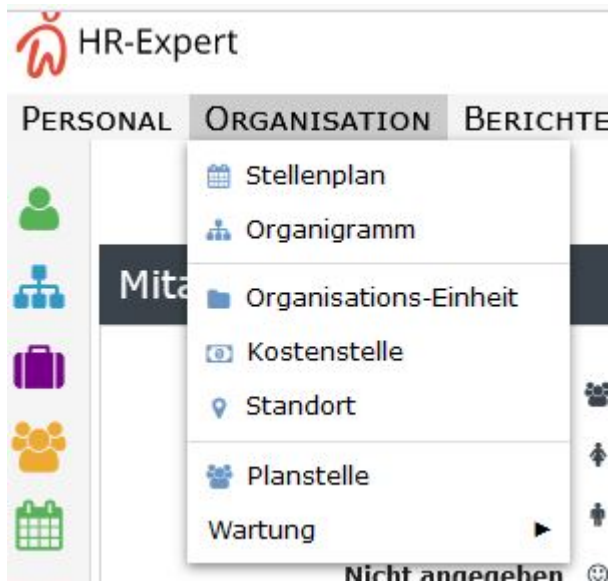 HR-Expert
PERSONAL ORGANISATION BERICHTE
Stellenplan
Organigramm
Mita
Organisations-Einheit
Kostenstelle
Standort
Planstelle
Wartung
Nicht angegeben